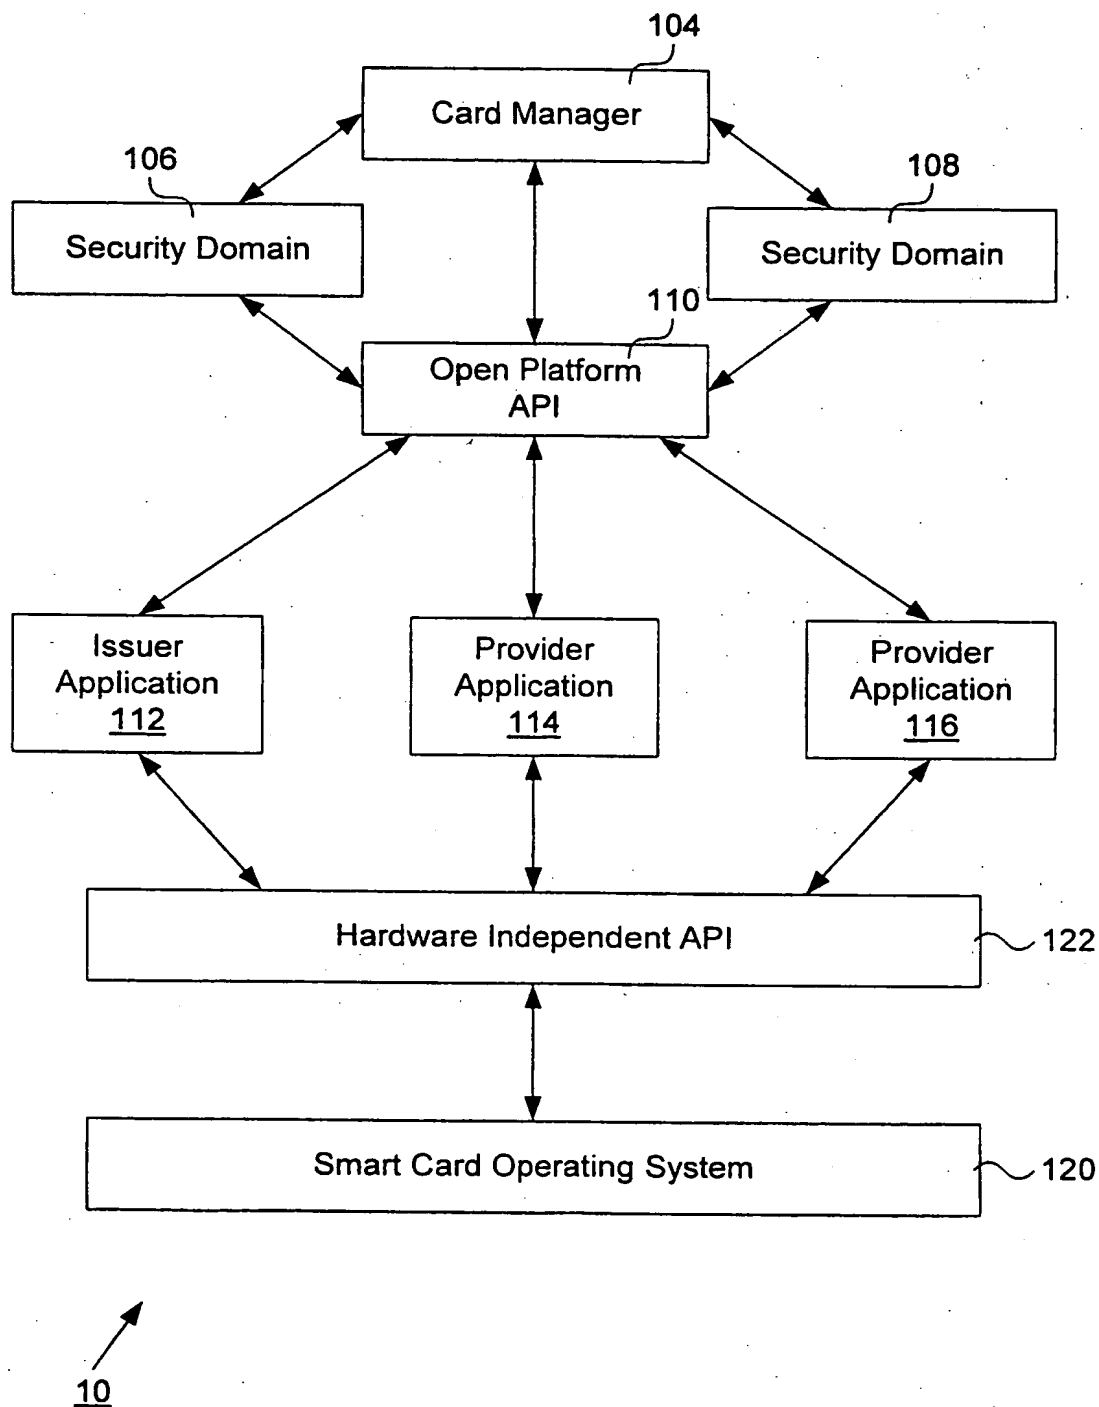 104
Card Manager
106
108
Security Domain
Security Domain
110
Open Platform
API
Issuer
Application
112
Provider
Application
114
Provider
Application
116
Hardware Independent API
122
Smart Card Operating System
120
10